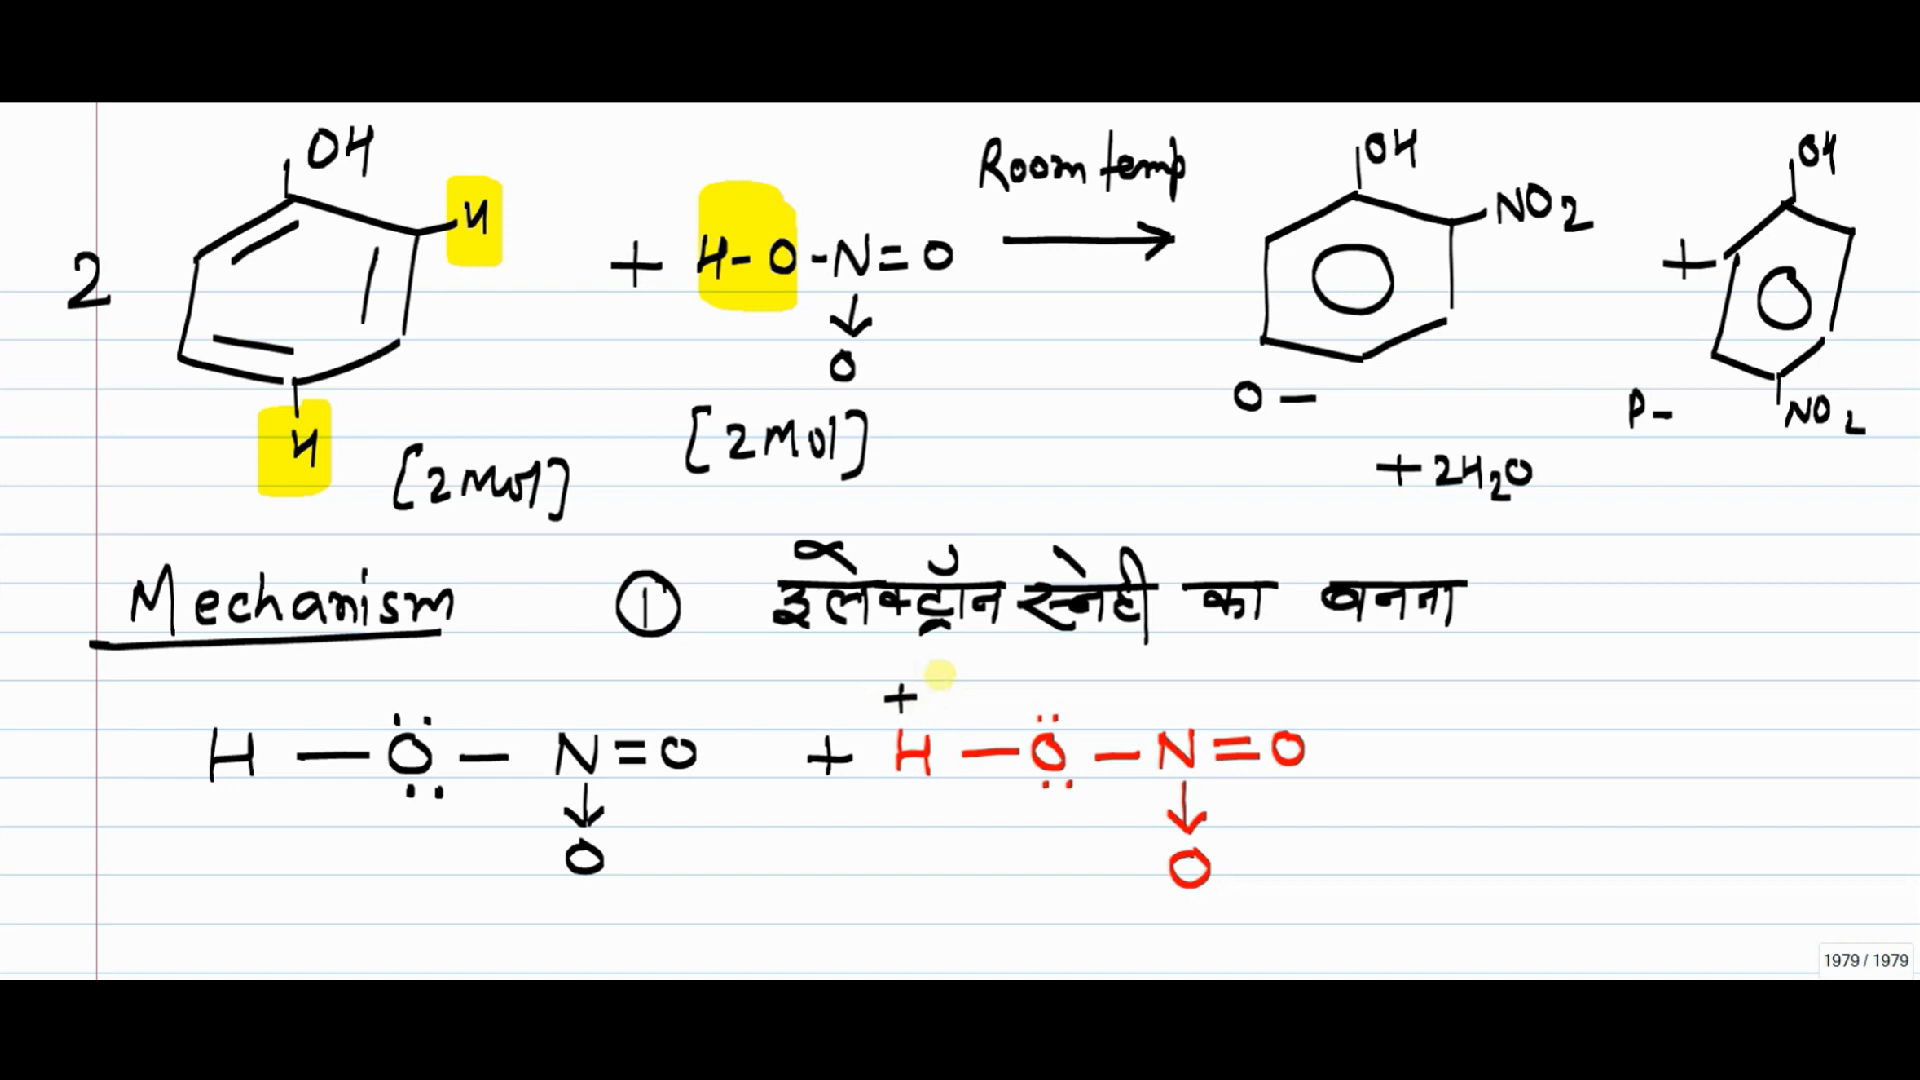 OH OH OH
Room temp
2 H + H-O-N=O → NO2 +
↓
O
H [2Mol] [2Mol] O- P- NO2
+2H2O
Mechanism ① इलेक्ट्रॉन स्नेही का बनना
+
H—O—N=O + H—O—N=O
↓ ↓
O O
1979 / 1979